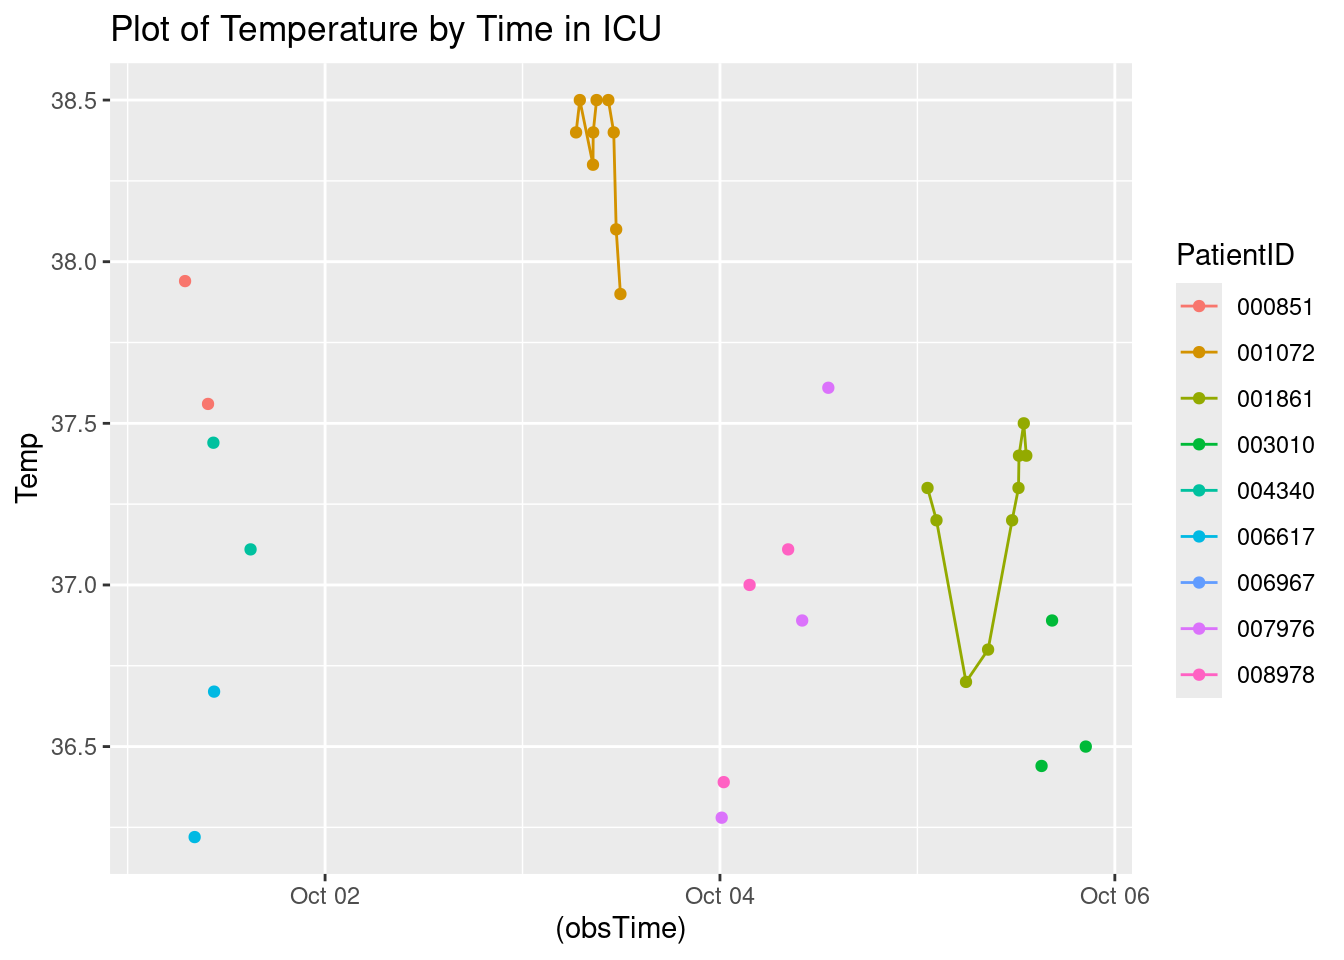 Plot of Temperature by Time in ICU
38.5
38.0
37.5
37.0
36.5
Temp
Oct 02
Oct 04
Oct 06
(obsTime)
PatientID
000851
001072
001861
003010
004340
006617
006967
007976
008978